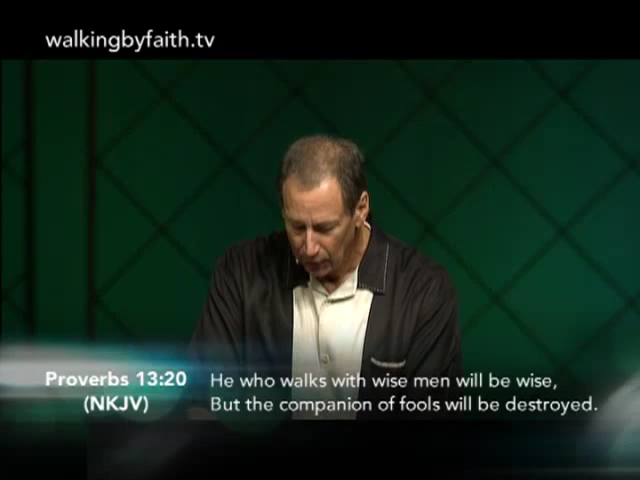 walkingbyfaith.tv
Proverbs 13:20 He who walks with wise men will be wise,
(NKJV) But the companion of fools will be destroyed.